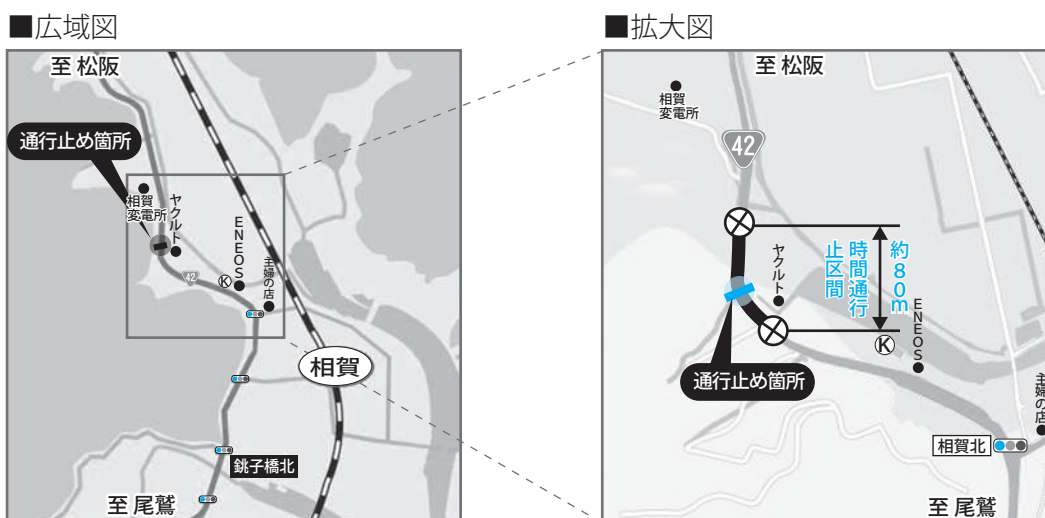 ■広域図
至 松阪
通行止め箇所
相賀
変電所
ヤクルト
ENEOS
主婦の店
42
K
相賀
銚子橋北
至 尾鷲
■拡大図
至 松阪
相賀
変電所
42
ヤクルト
約80m
時間通行
止区間
ENEOS
K
通行止め箇所
主婦の店
相賀北
至 尾鷲